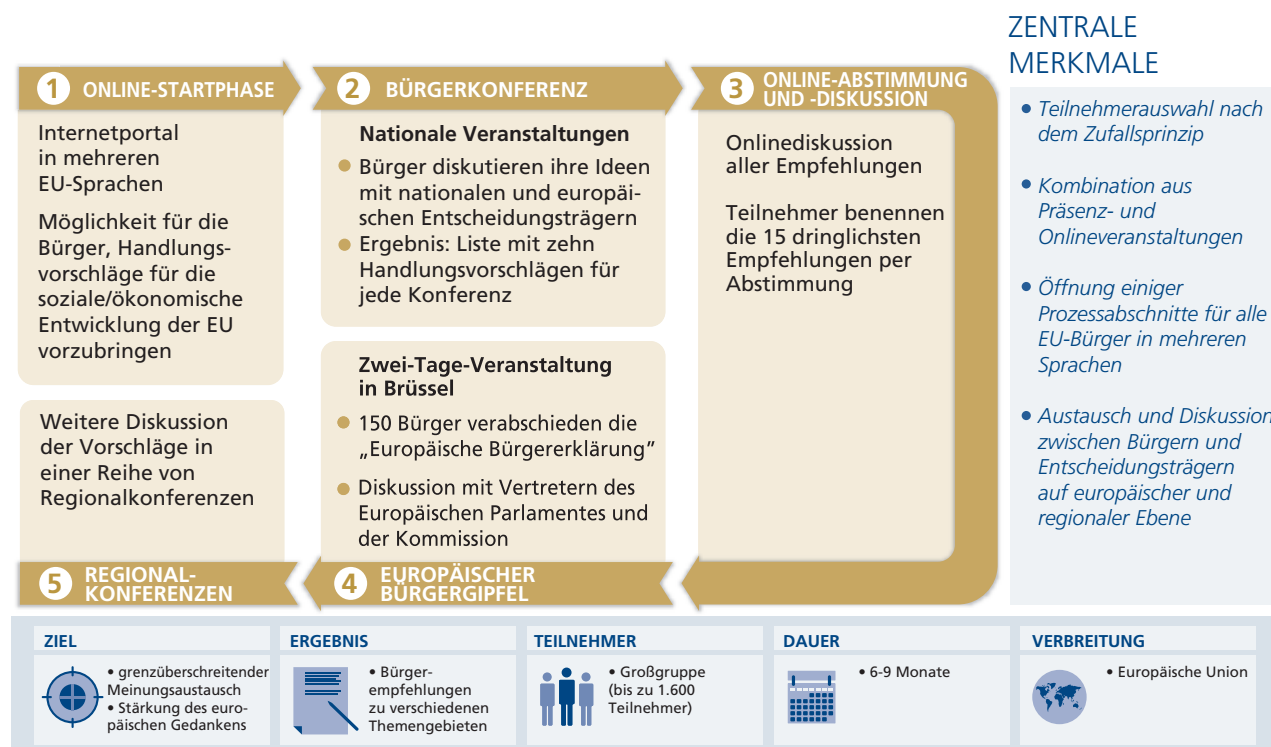 1 ONLINE-STARTPHASE
Internetportal
in mehreren
EU-Sprachen
Möglichkeit für die
Bürger, Handlungs-
vorschläge für die
soziale/ökonomische
Entwicklung der EU
vorzubringen
2 BÜRGERKONFERENZ
Nationale Veranstaltungen
• Bürger diskutieren ihre Ideen
mit nationalen und europäi-
schen Entscheidungsträgern
• Ergebnis: Liste mit zehn
Handlungsvorschlägen für
jede Konferenz
3 ONLINE-ABSTIMMUNG
UND -DISKUSSION
Onlinediskussion
aller Empfehlungen
Teilnehmer benennen
die 15 dringlichsten
Empfehlungen per
Abstimmung
Zwei-Tage-Veranstaltung
in Brüssel
• 150 Bürger verabschieden die
„Europäische Bürgererklärung”
• Diskussion mit Vertretern des
Europäischen Parlamentes und
der Kommission
4 EUROPÄISCHER
BÜRGERGIPFEL
Weitere Diskussion
der Vorschläge in
einer Reihe von
Regionalkonferenzen
5 REGIONAL-
KONFERENZEN
ZENTRALE
MERKMALE
• Teilnehmerauswahl nach
dem Zufallsprinzip
• Kombination aus
Präsenz- und
Onlineveranstaltungen
• Öffnung einiger
Prozessabschnitte für alle
EU-Bürger in mehreren
Sprachen
• Austausch und Diskussion
zwischen Bürgern und
Entscheidungsträgern
auf europäischer und
regionaler Ebene
ZIEL
• grenzüberschreitender
Meinungsaustausch
• Stärkung des euro-
päischen Gedankens
ERGEBNIS
• Bürger-
empfehlungen
zu verschiedenen
Themengebieten
TEILNEHMER
• Großgruppe
(bis zu 1.600
Teilnehmer)
DAUER
• 6-9 Monate
VERBREITUNG
• Europäische Union